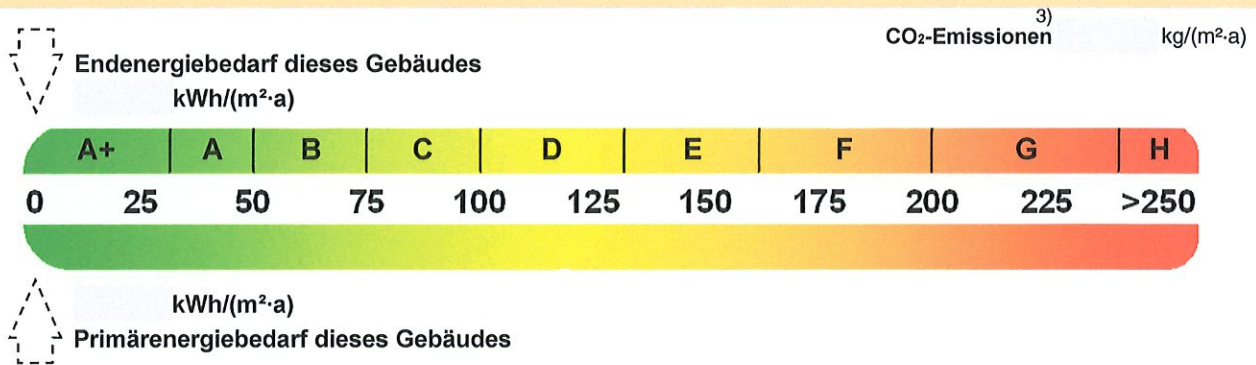 CO₂-Emissionen 3) kg/(m²·a)
Endenergiebedarf dieses Gebäudes
kWh/(m²·a)
A+ A B C D E F G H
0 25 50 75 100 125 150 175 200 225 >250
kWh/(m²·a)
Primärenergiebedarf dieses Gebäudes